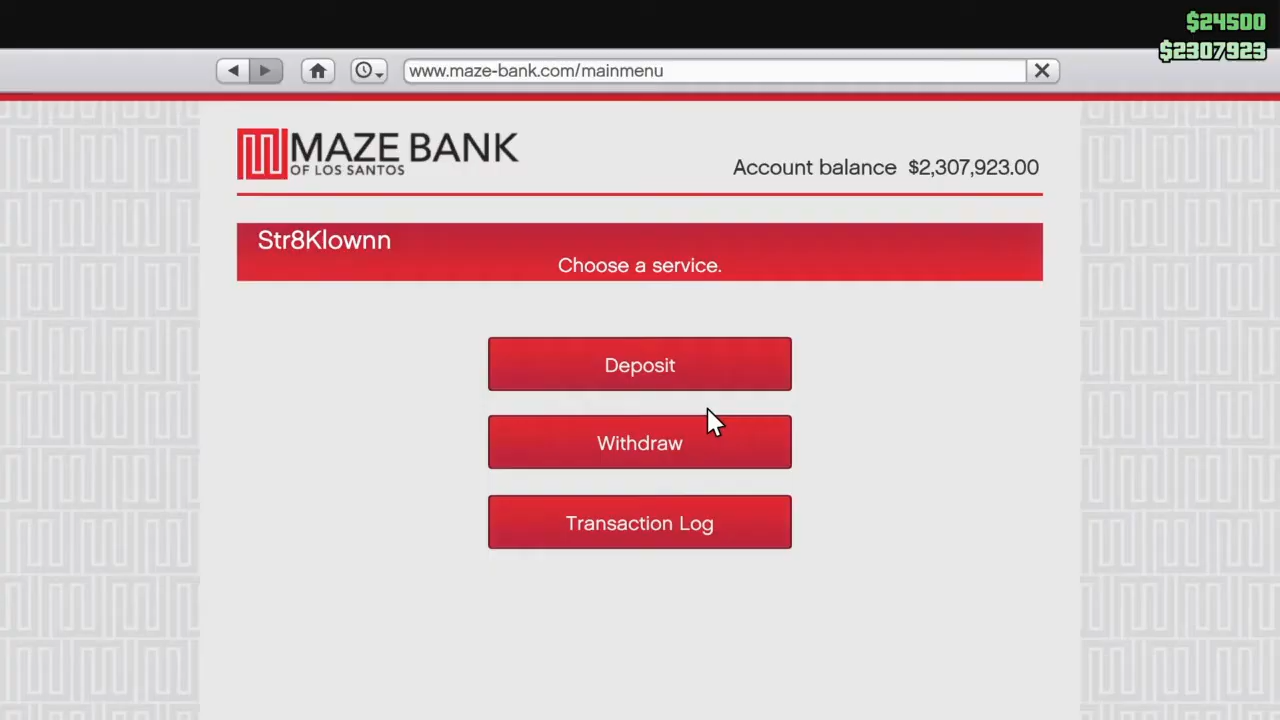 $24500
$2307923
www.maze-bank.com/mainmenu
MAZE BANK
OF LOS SANTOS
Account balance $2,307,923.00
Str8Klownn
Choose a service.
Deposit
Withdraw
Transaction Log